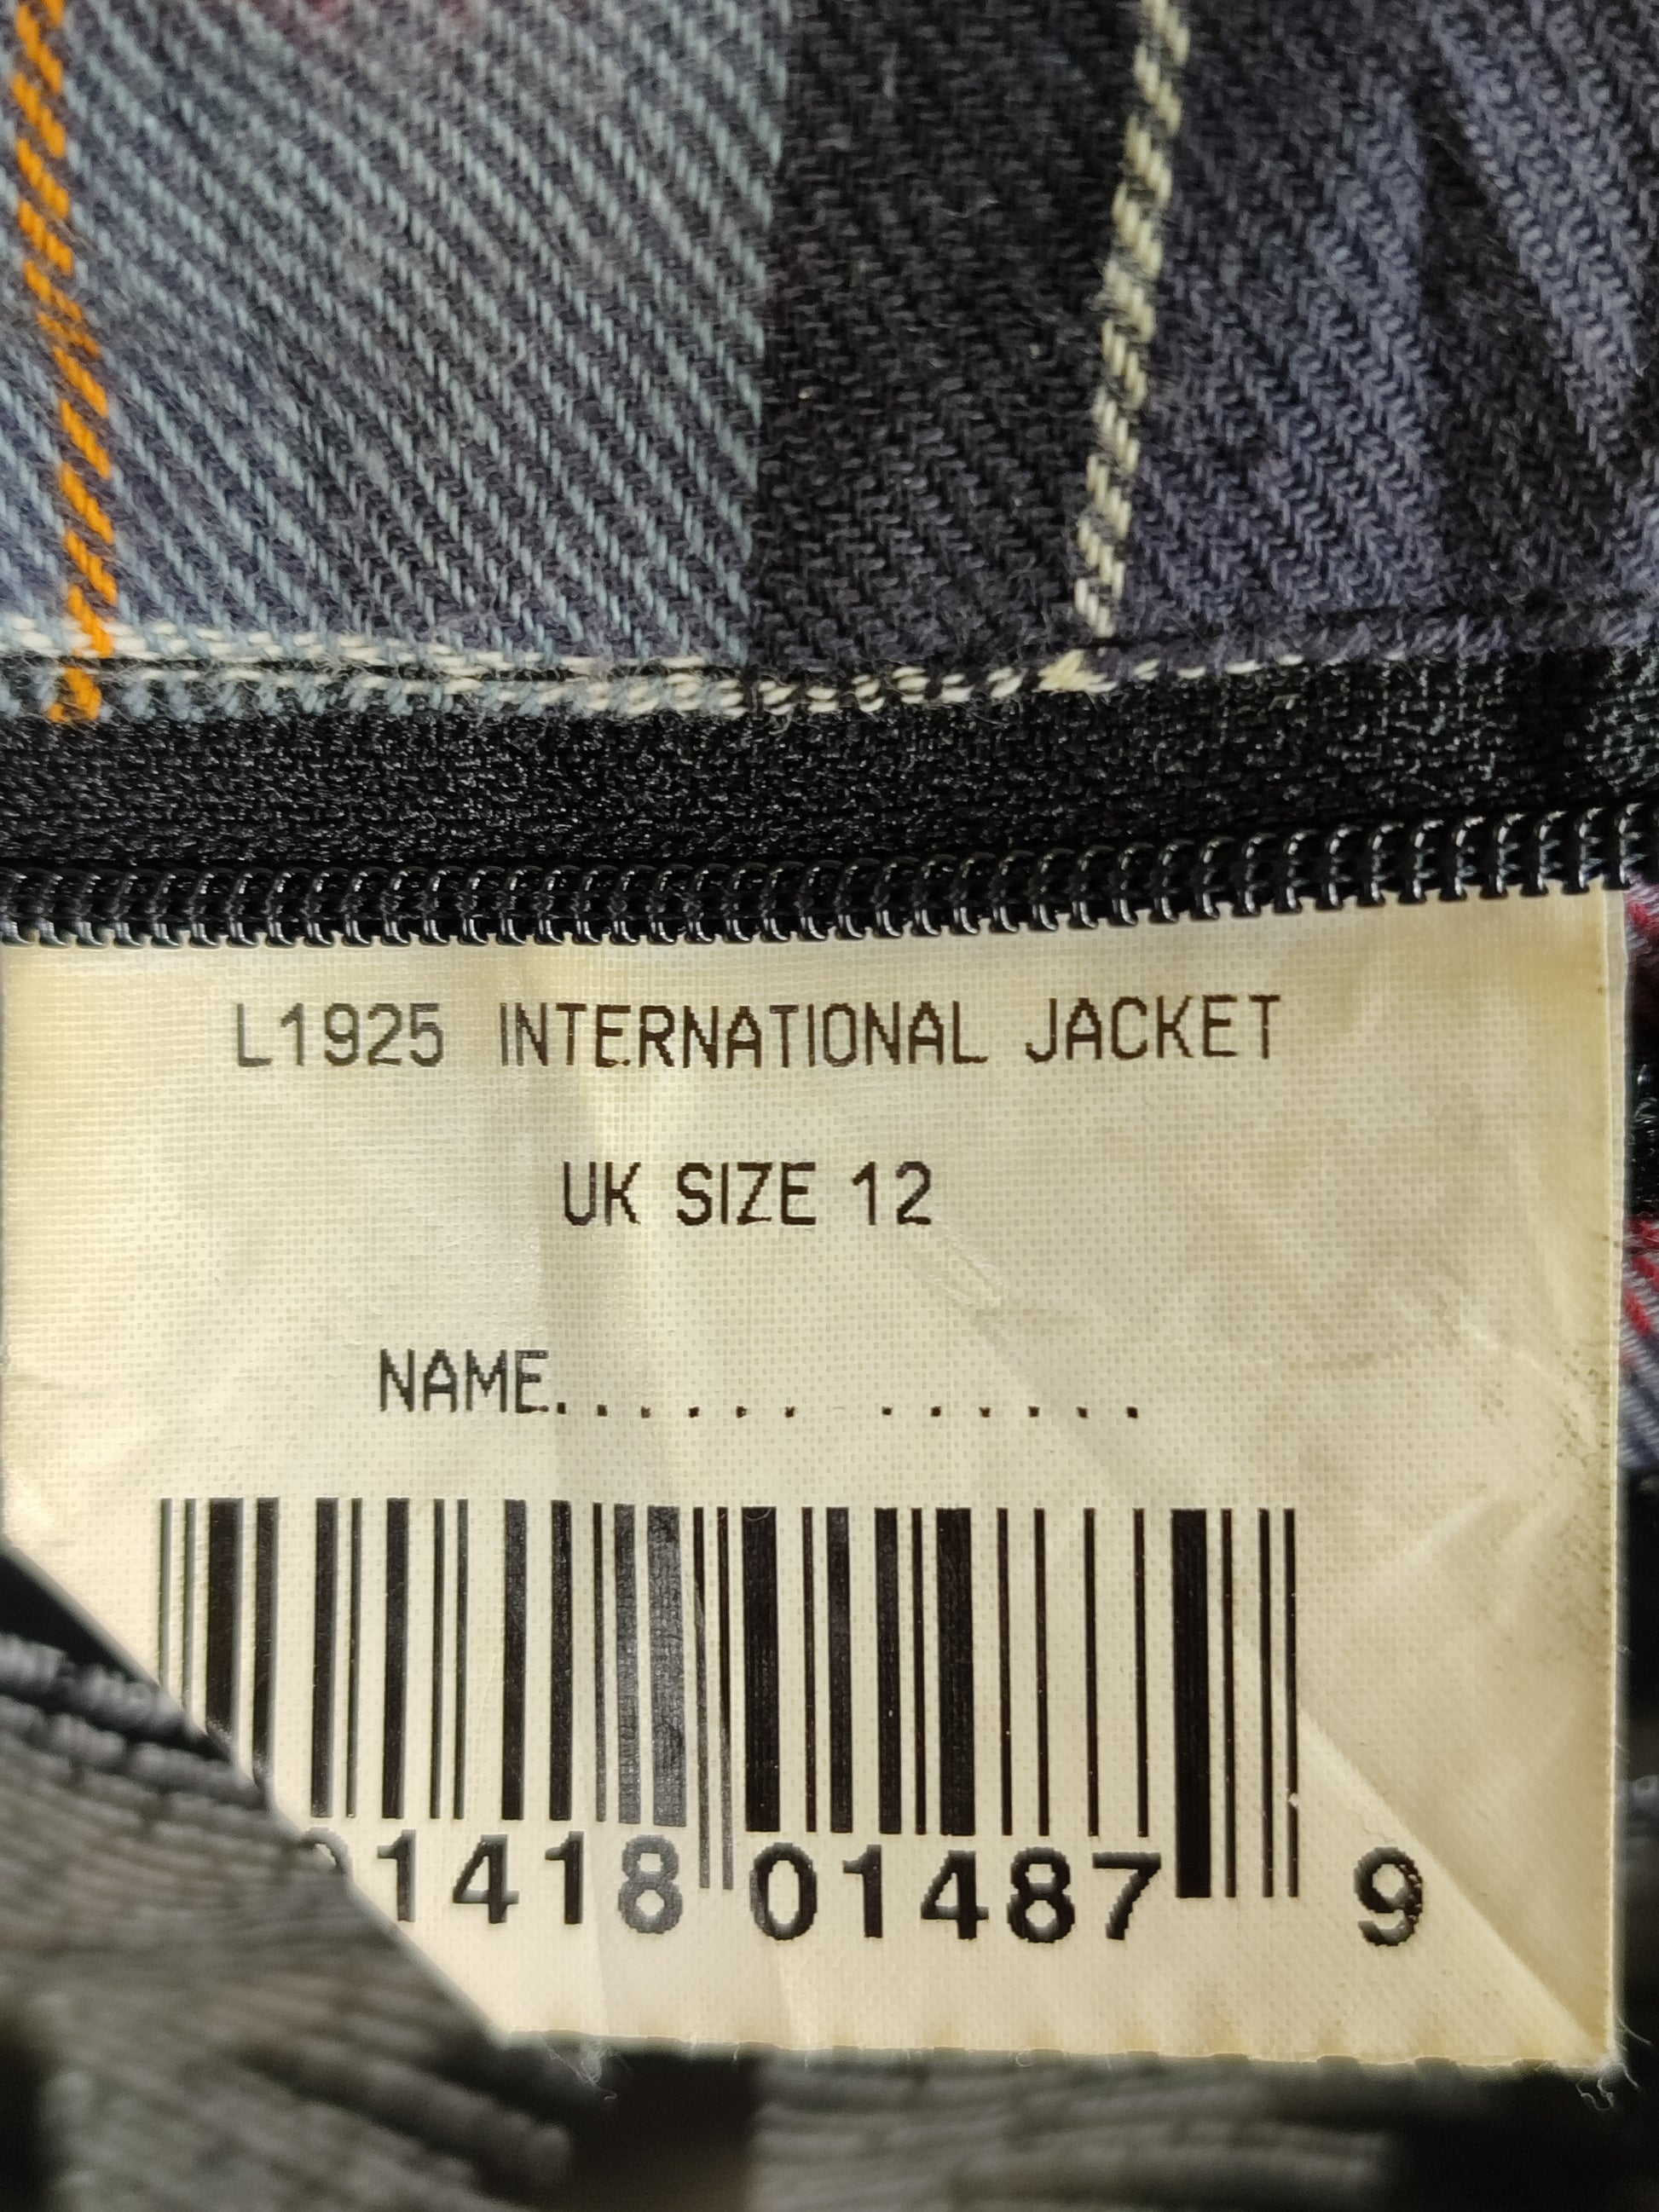 L1925 INTERNATIONAL JACKET
UK SIZE 12
NAME.............
1418 01487 9